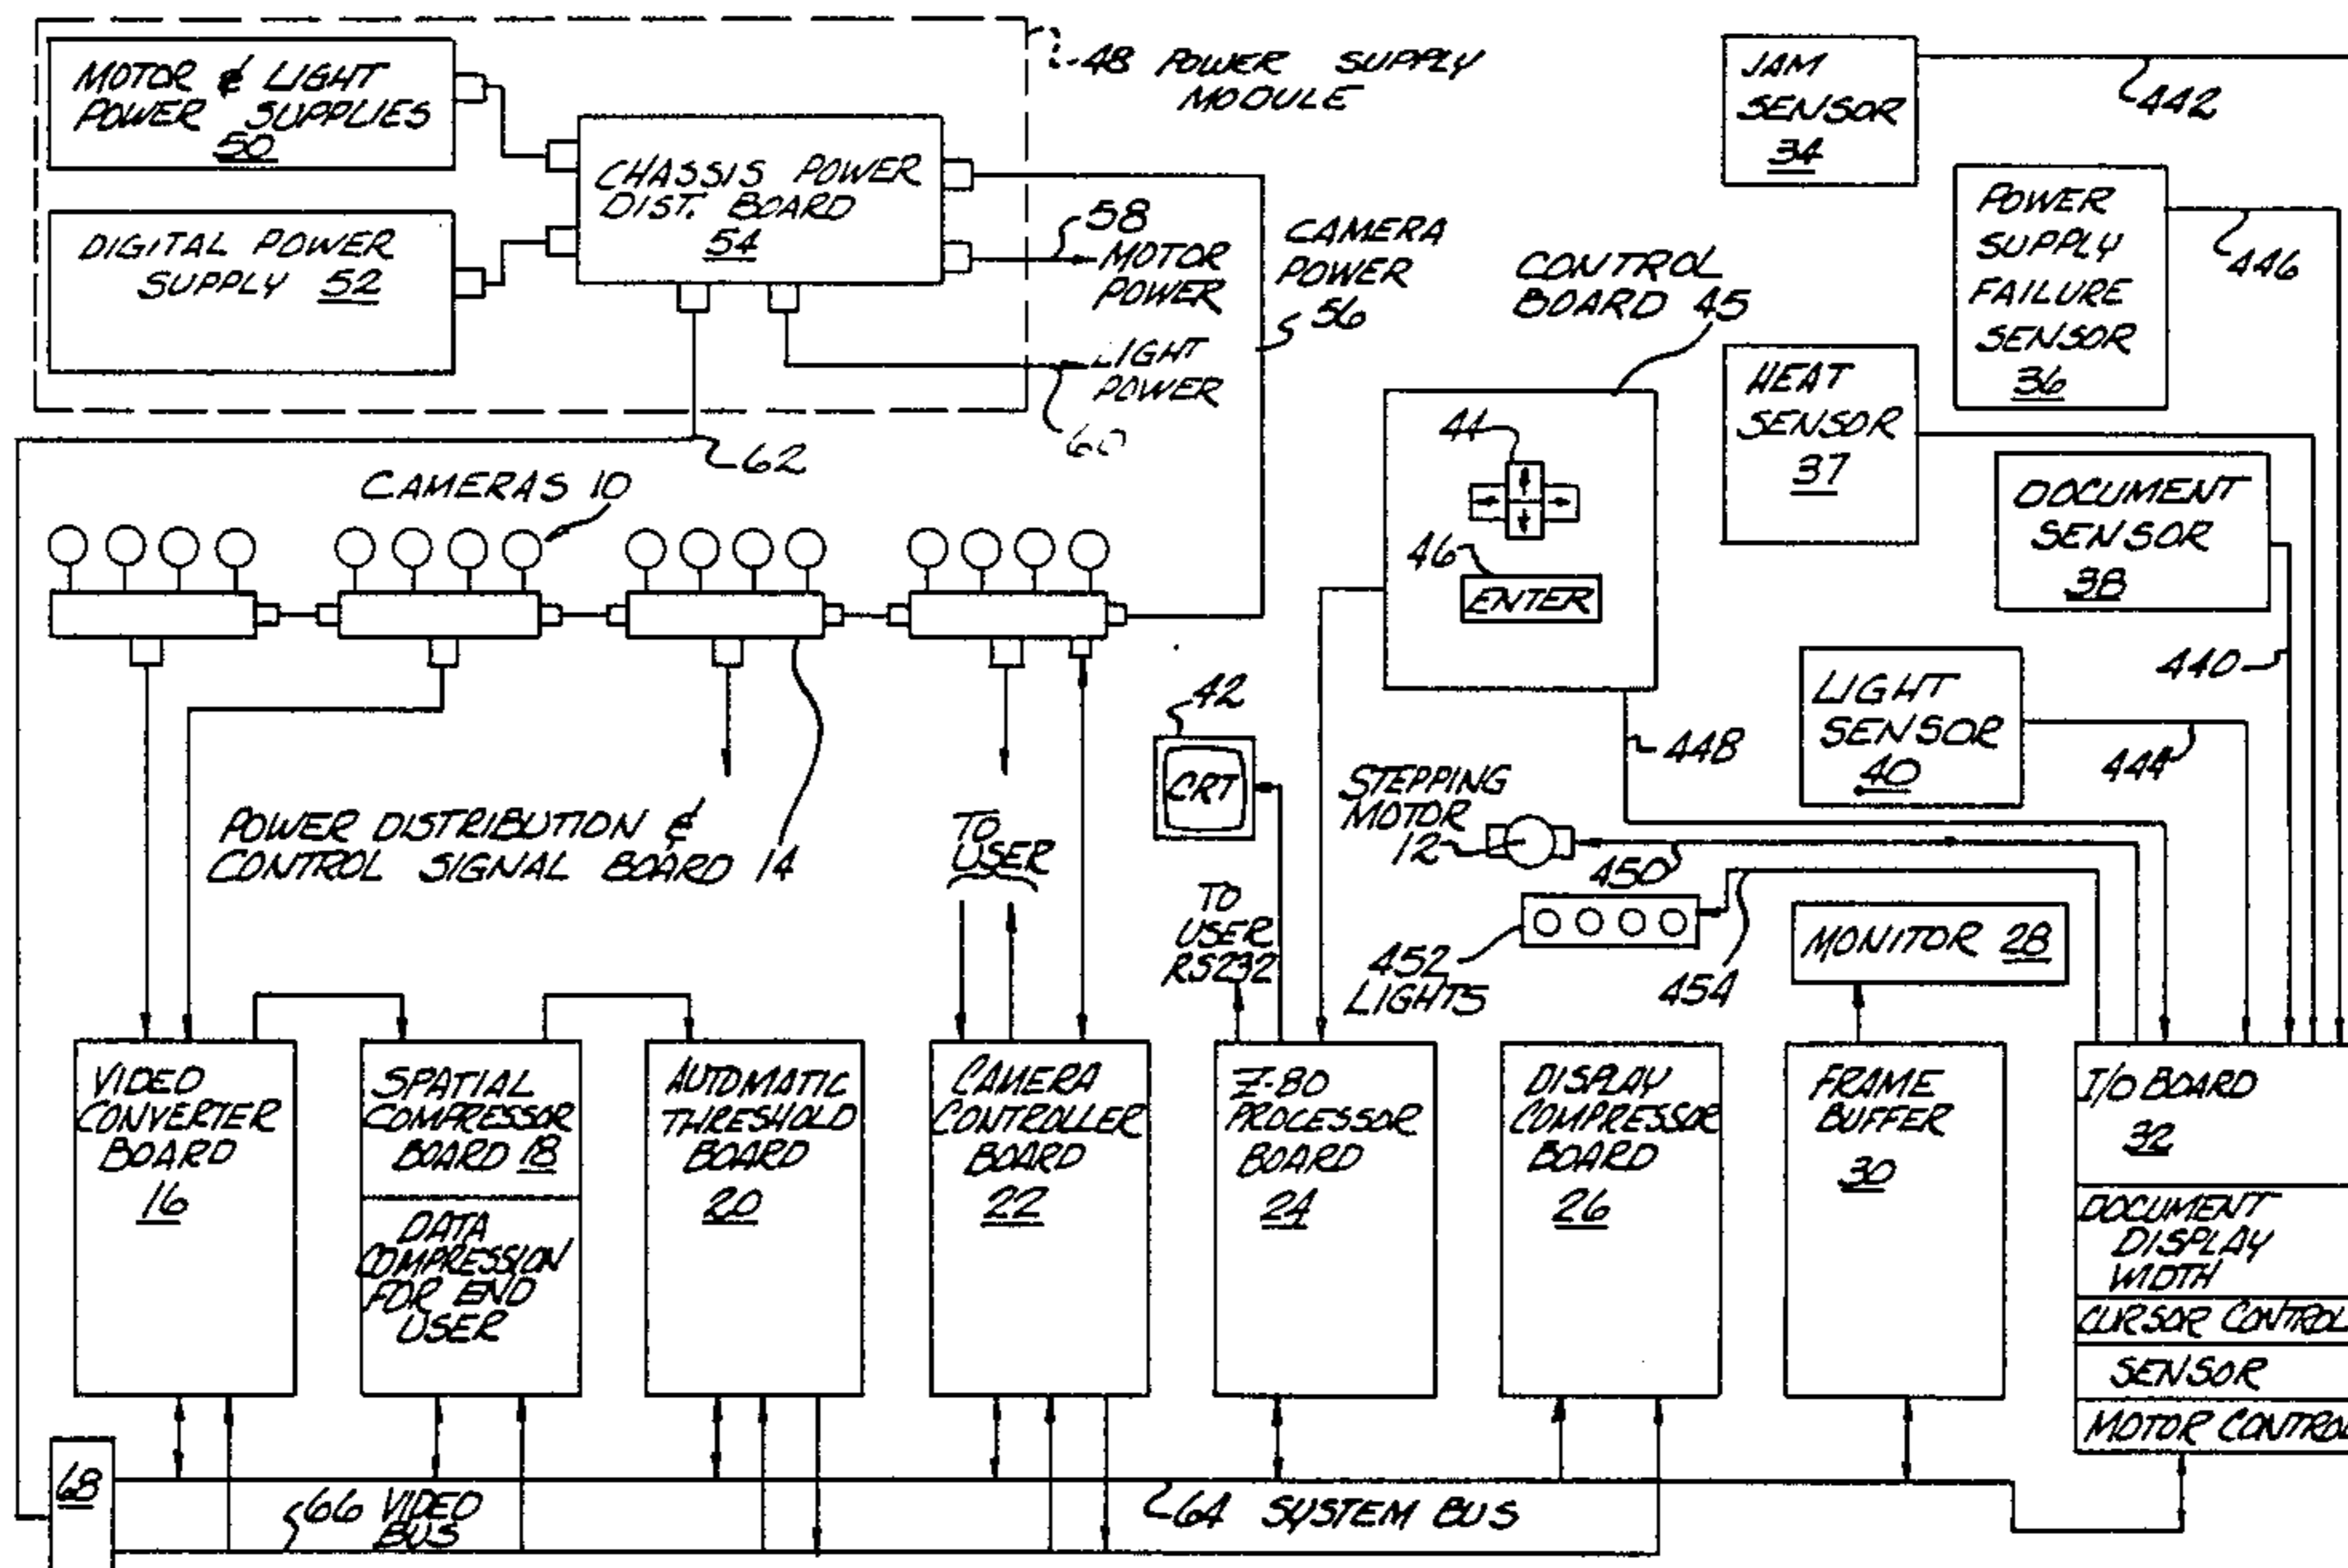 MOTOR & LIGHT
POWER SUPPLIES
50
DIGITAL POWER
SUPPLY 52
CHASSIS POWER
DIST. BOARD
54
48 POWER SUPPLY
MODULE
58
MOTOR
POWER
CAMERA
POWER
56
LIGHT
POWER
60
62
CAMERAS 10
POWER DISTRIBUTION &
CONTROL SIGNAL BOARD 14
TO
USER
42
CRT
TO
USER
RS232
CONTROL
BOARD 45
44
46
ENTER
448
STEPPING
MOTOR
12
450
452
LIGHTS
454
JAM
SENSOR
34
442
POWER
SUPPLY
FAILURE
SENSOR
36
446
HEAT
SENSOR
37
DOCUMENT
SENSOR
38
440
LIGHT
SENSOR
40
444
MONITOR 28
VIDEO
CONVERTER
BOARD
16
SPATIAL
COMPRESSOR
BOARD 18
DATA
COMPRESSION
FOR END
USER
AUTOMATIC
THRESHOLD
BOARD
20
CAMERA
CONTROLLER
BOARD
22
Z-80
PROCESSOR
BOARD
24
DISPLAY
COMPRESSOR
BOARD
26
FRAME
BUFFER
30
I/O BOARD
32
DOCUMENT
DISPLAY
WIDTH
CURSOR CONTROL
SENSOR
MOTOR CONTROL
68
66 VIDEO
BUS
64 SYSTEM BUS